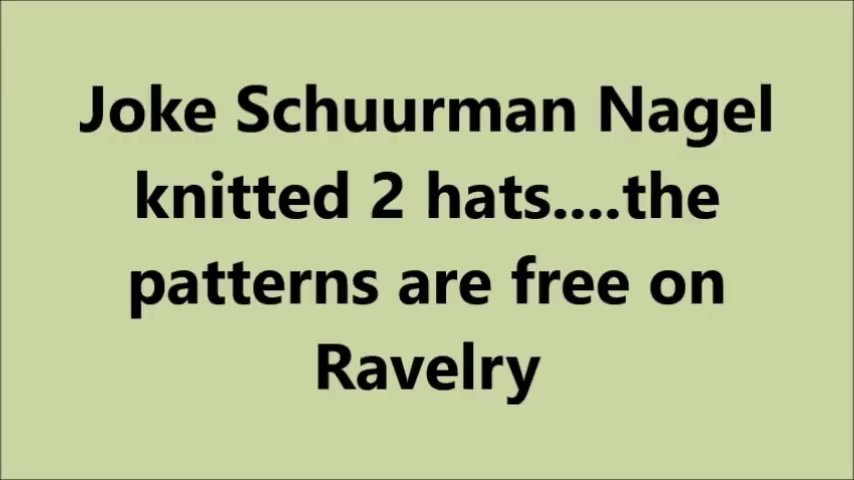 Joke Schuurman Nagel
knitted 2 hats....the
patterns are free on
Ravelry